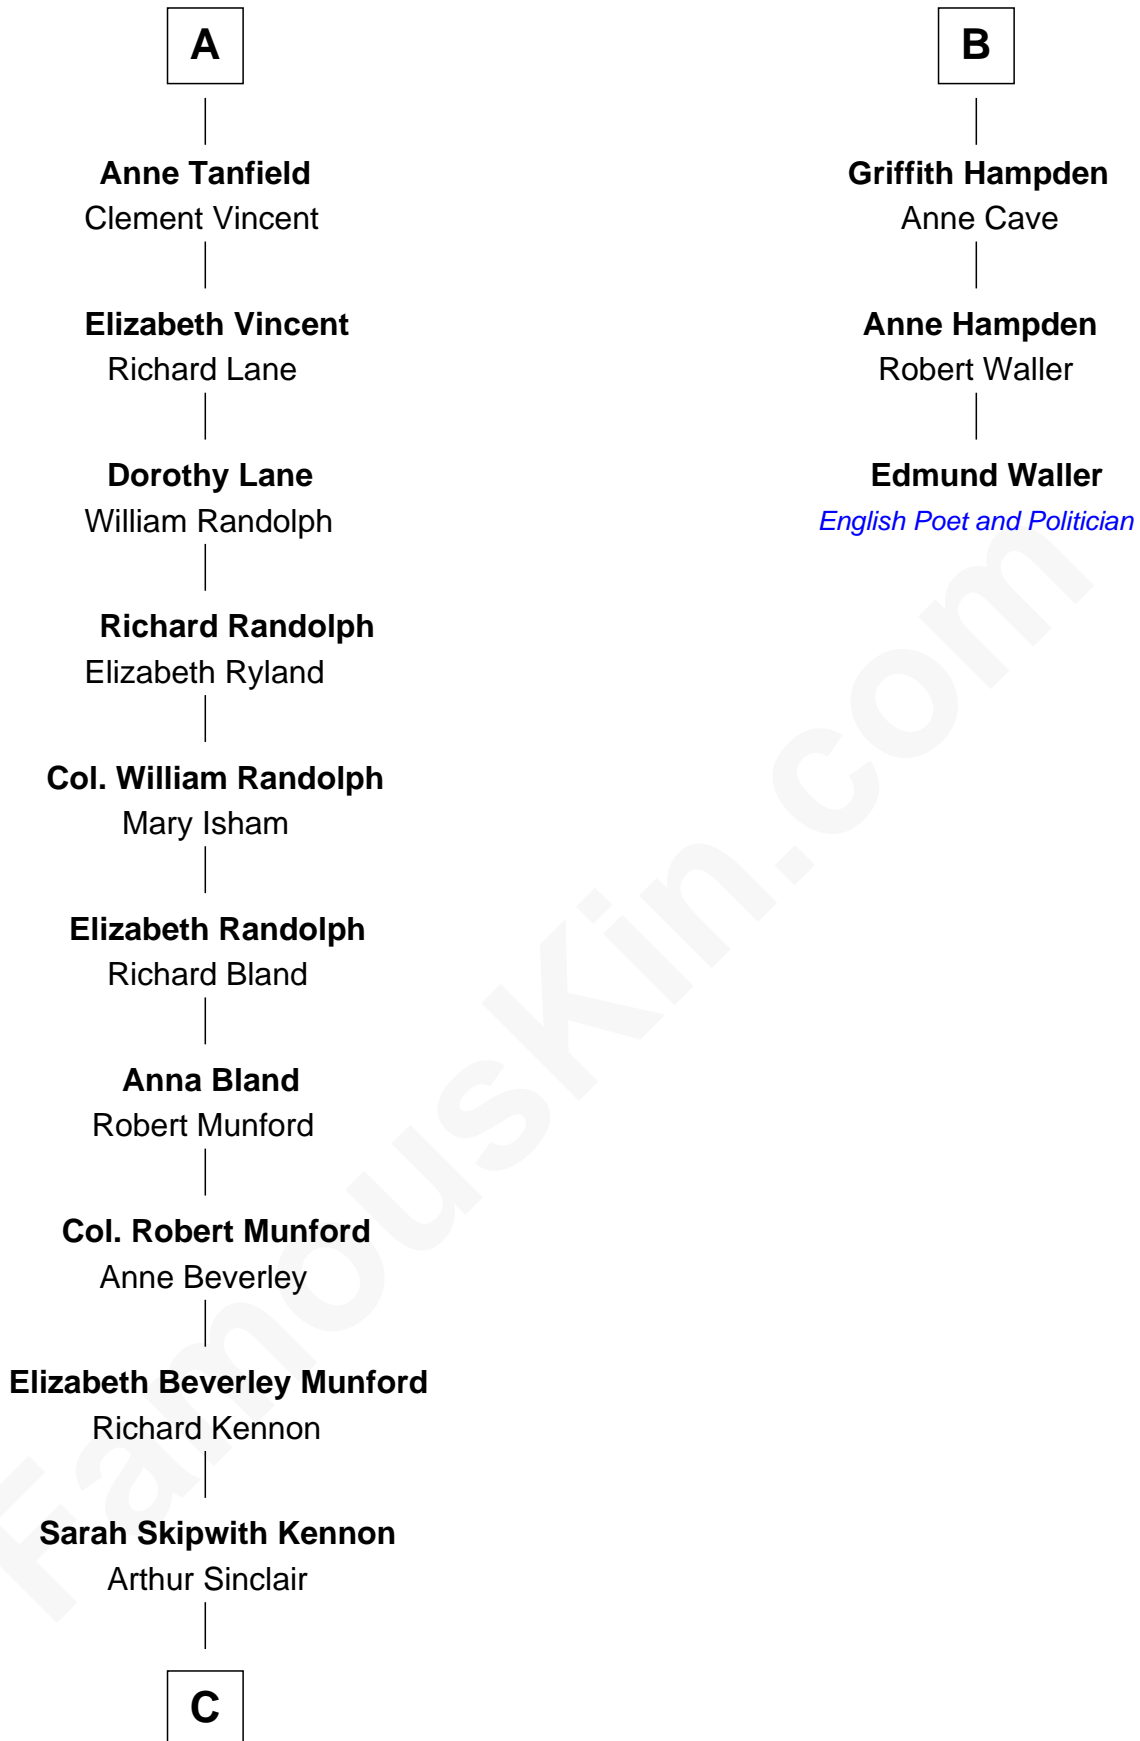 A
Anne Tanfield
Clement Vincent
Elizabeth Vincent
Richard Lane
Dorothy Lane
William Randolph
Richard Randolph
Elizabeth Ryland
Col. William Randolph
Mary Isham
Elizabeth Randolph
Richard Bland
Anna Bland
Robert Munford
Col. Robert Munford
Anne Beverley
Elizabeth Beverley Munford
Richard Kennon
Sarah Skipwith Kennon
Arthur Sinclair
C
B
Griffith Hampden
Anne Cave
Anne Hampden
Robert Waller
Edmund Waller
English Poet and Politician
FamousKin.com